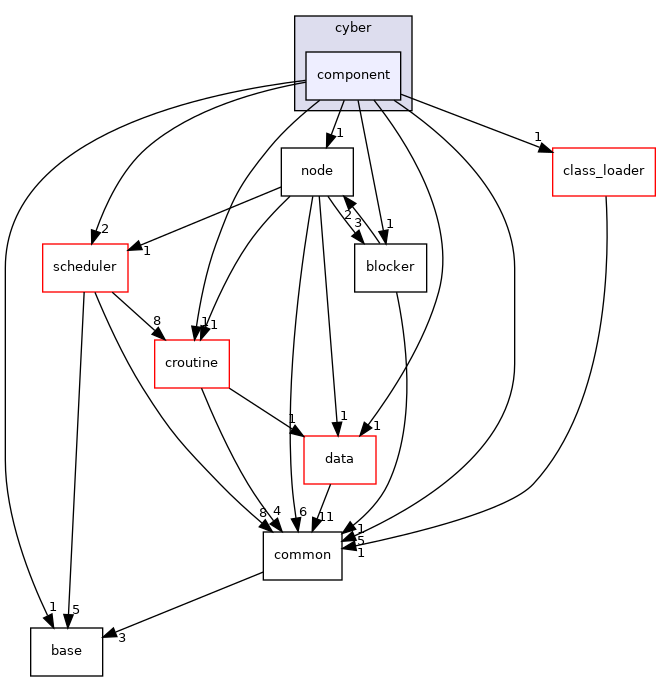 cyber
component
1
1
node
class_loader
2
3
1
2
1
scheduler
blocker
8
1
1
croutine
1
1
1
data
8
4
6
11
1
5
1
common
1
5
3
base